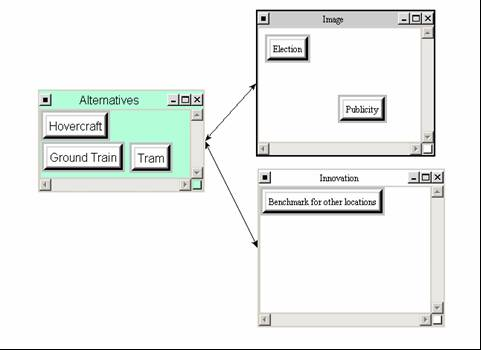 Image
Election
Publicity
Alternatives
Hovercraft
Ground Train
Tram
Innovation
Benchmark for other locations